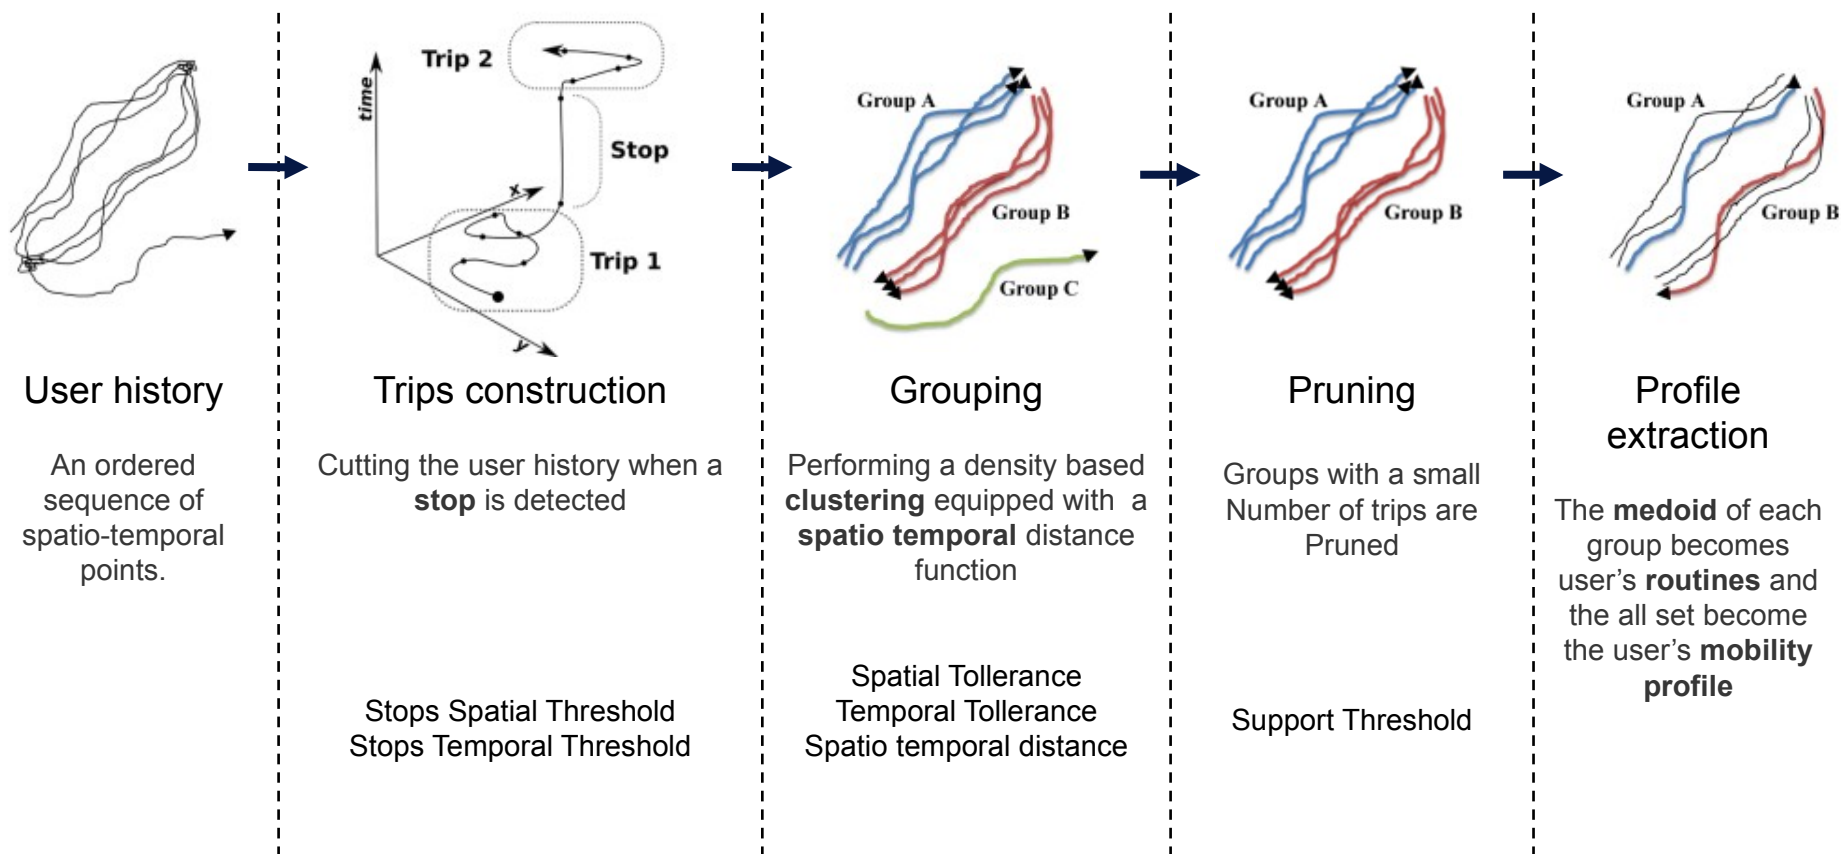 User history
An ordered
sequence of
spatio-temporal
points.
time
x
y
Trip 2
Stop
Trip 1
Trips construction
Cutting the user history when a
stop is detected
Stops Spatial Threshold
Stops Temporal Threshold
Group A
Group B
Group C
Grouping
Performing a density based
clustering equipped with a
spatio temporal distance
function
Spatial Tollerance
Temporal Tollerance
Spatio temporal distance
Group A
Group B
Pruning
Groups with a small
Number of trips are
Pruned
Support Threshold
Group A
Group B
Profile
extraction
The medoid of each
group becomes
user’s routines and
the all set become
the user’s mobility
profile